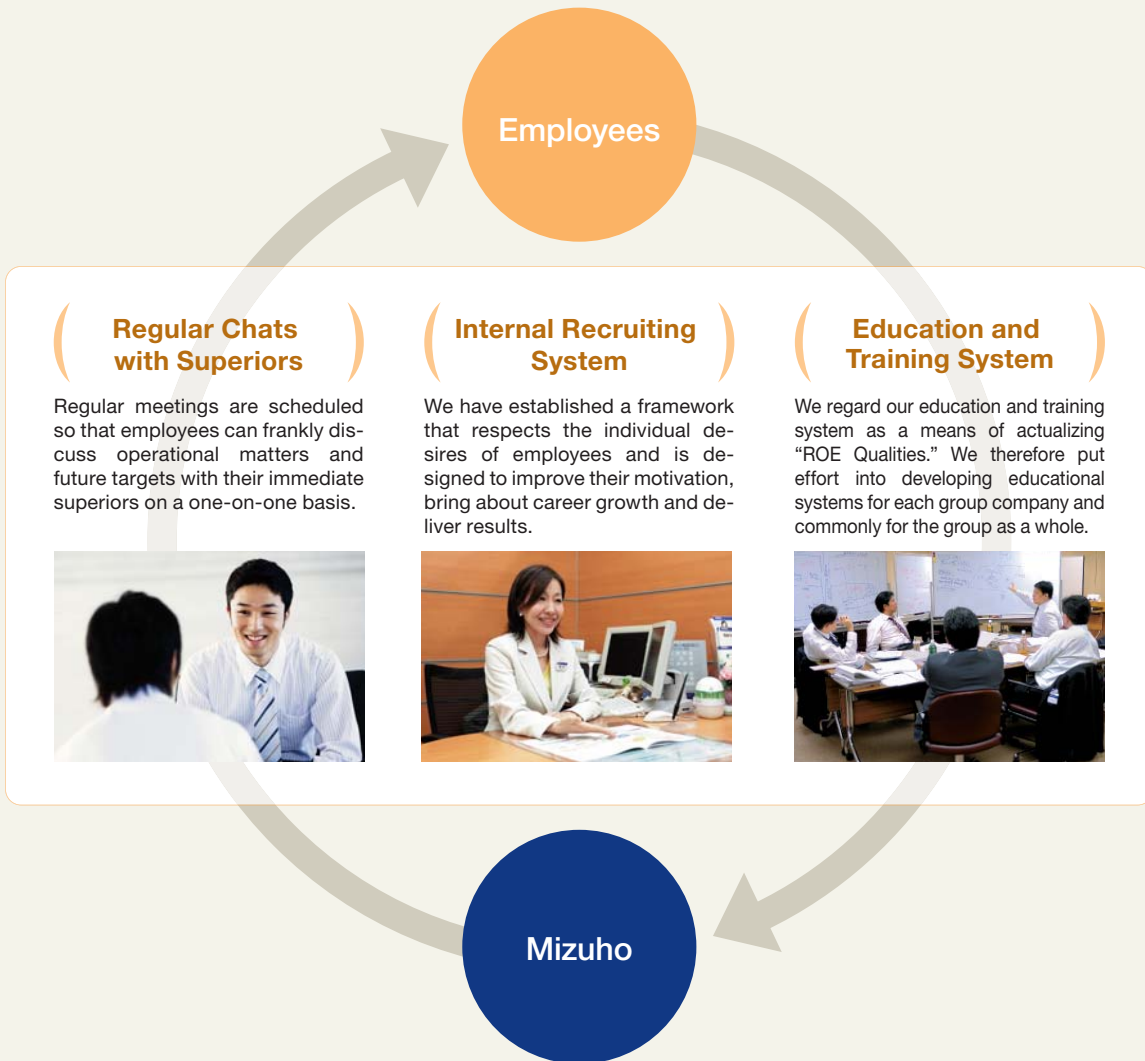 Employees
Regular Chats
with Superiors
Regular meetings are scheduled
so that employees can frankly dis-
cuss operational matters and
future targets with their immediate
superiors on a one-on-one basis.
Internal Recruiting
System
We have established a framework
that respects the individual de-
sires of employees and is de-
signed to improve their motivation,
bring about career growth and de-
liver results.
Education and
Training System
We regard our education and training
system as a means of actualizing
“ROE Qualities.” We therefore put
effort into developing educational
systems for each group company and
commonly for the group as a whole.
Mizuho